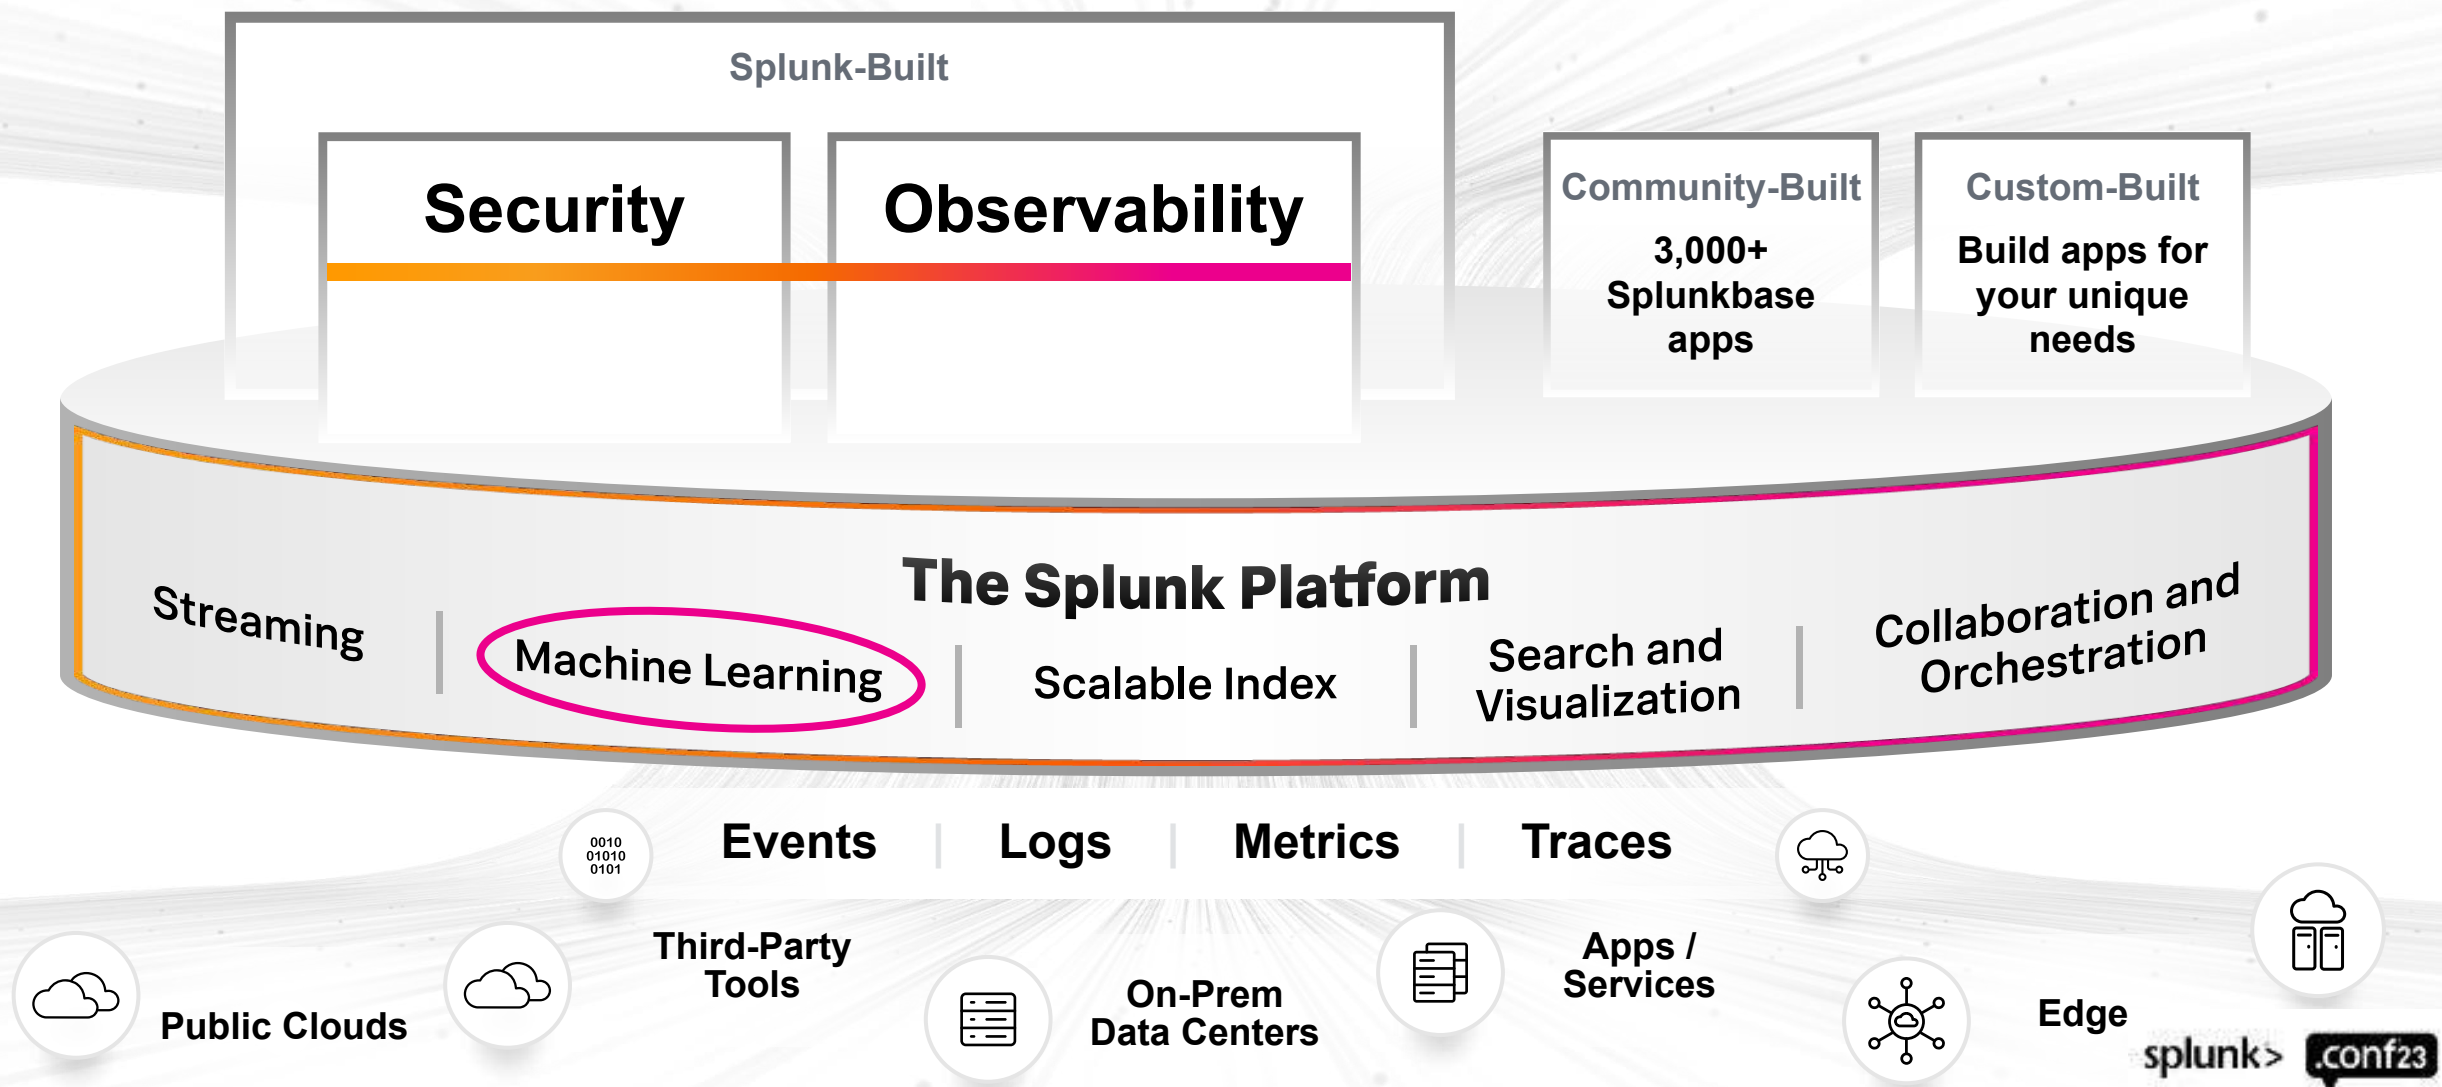 Splunk-Built
Security
Observability
Community-Built
3,000+
Splunkbase
apps
Custom-Built
Build apps for
your unique
needs
The Splunk Platform
Streaming
Machine Learning
Scalable Index
Search and
Visualization
Collaboration and
Orchestration
0010
01010
0101
Events
Logs
Metrics
Traces
Public Clouds
Third-Party
Tools
On-Prem
Data Centers
Apps /
Services
Edge
splunk>
.conf23